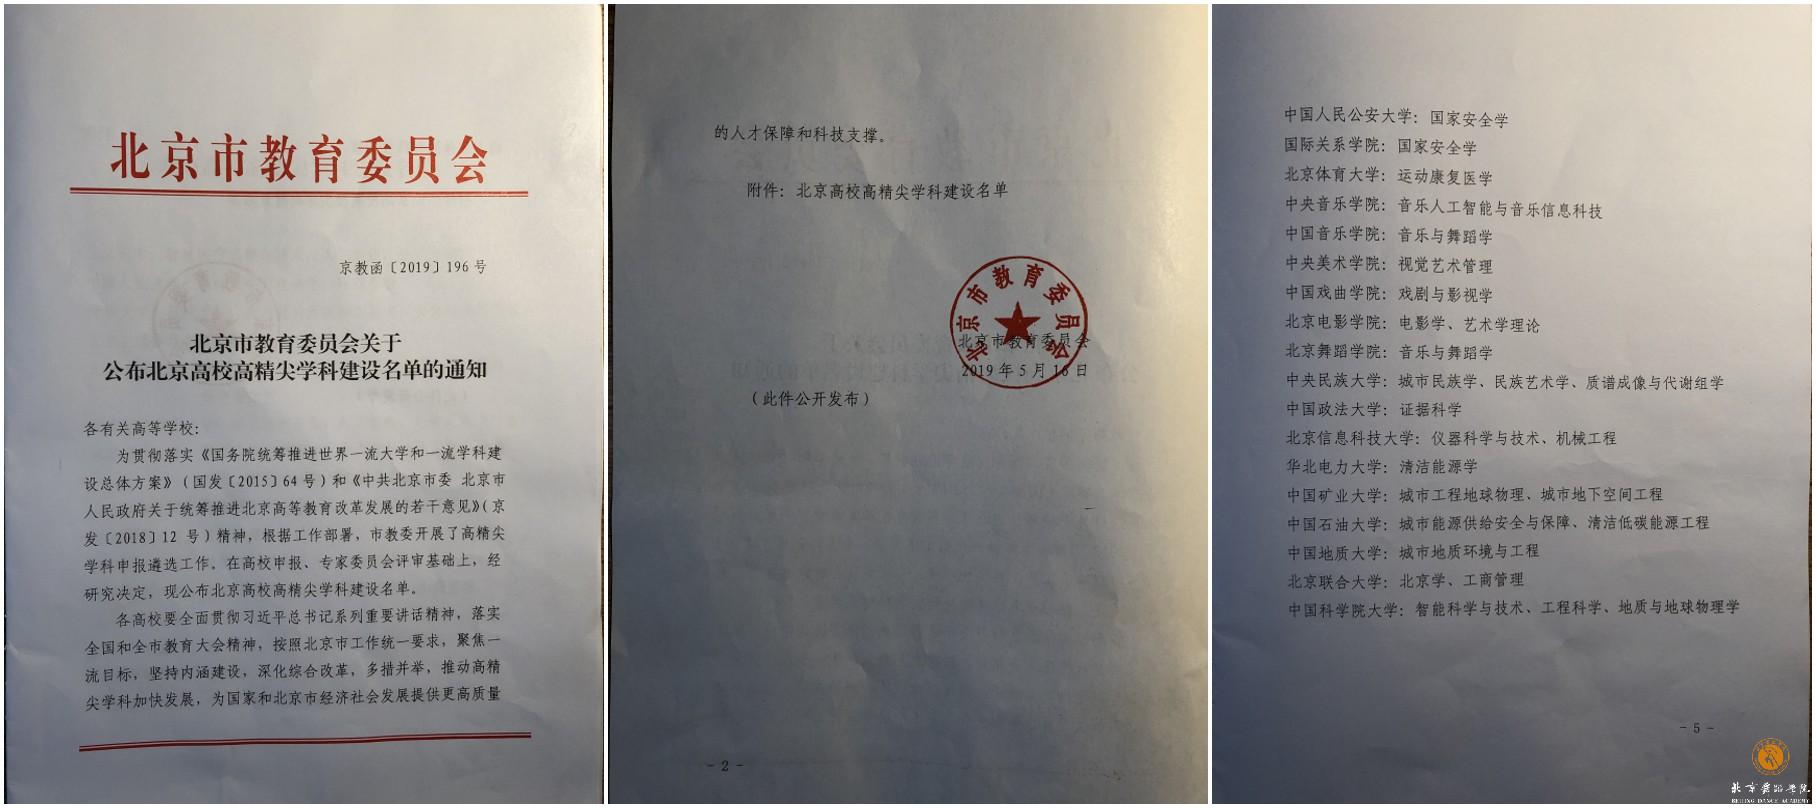 北京市教育委员会
京教函〔2019〕196号
北京市教育委员会关于
公布北京高校高精尖学科建设名单的通知
各有关高等学校：
为贯彻落实《国务院统筹推进世界一流大学和一流学科建
设总体方案》（国发〔2015〕64号）和《中共北京市委 北京市
人民政府关于统筹推进北京高等教育改革发展的若干意见》（京
发〔2018〕12 号）精神，根据工作部署，市教委开展了高精尖
学科申报遴选工作。在高校申报、专家委员会评审基础上，经
研究决定，现公布北京高校高精尖学科建设名单。
各高校要全面贯彻习近平总书记系列重要讲话精神，落实
全国和全市教育大会精神，按照北京市工作统一要求，聚焦一
流目标，坚持内涵建设，深化综合改革，多措并举，推动高精
尖学科加快发展，为国家和北京市经济社会发展提供更高质量
的人才保障和科技支撑。
附件：北京高校高精尖学科建设名单
北京市教育委员会
北京市教育委员会
2019年5月16日
（此件公开发布）
- 2 -
中国人民公安大学：国家安全学
国际关系学院：国家安全学
北京体育大学：运动康复医学
中央音乐学院：音乐人工智能与音乐信息科技
中国音乐学院：音乐与舞蹈学
中央美术学院：视觉艺术管理
中国戏曲学院：戏剧与影视学
北京电影学院：电影学、艺术学理论
北京舞蹈学院：音乐与舞蹈学
中央民族大学：城市民族学、民族艺术学、质谱成像与代谢组学
中国政法大学：证据科学
北京信息科技大学：仪器科学与技术、机械工程
华北电力大学：清洁能源学
中国矿业大学：城市工程地球物理、城市地下空间工程
中国石油大学：城市能源供给安全与保障、清洁低碳能源工程
中国地质大学：城市地质环境与工程
北京联合大学：北京学、工商管理
中国科学院大学：智能科学与技术、工程科学、地质与地球物理学
- 5 -
北京舞蹈学院
BEIJING DANCE ACADEMY